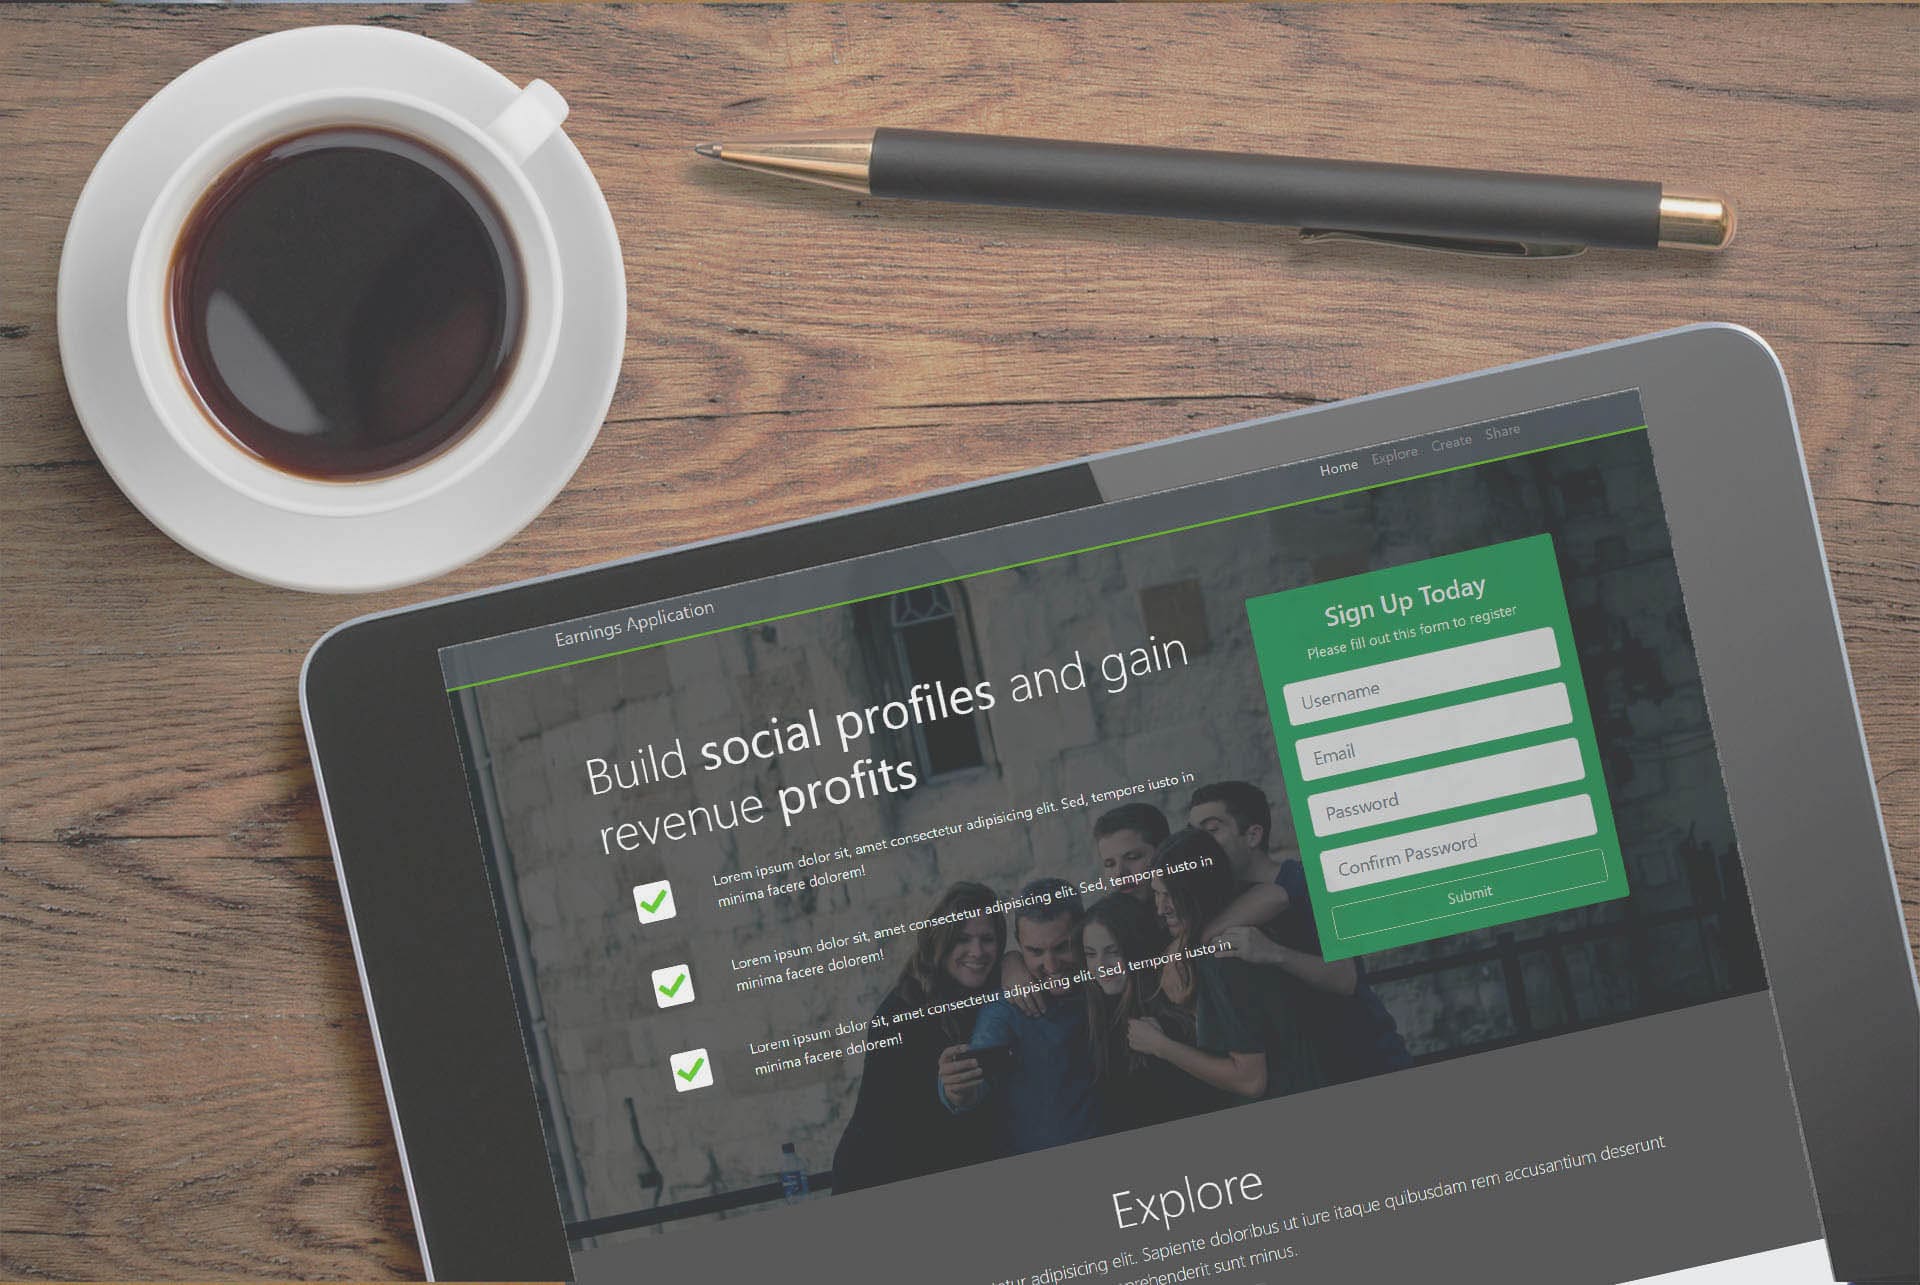 Earnings Application
Home Explore Create Share
Build social profiles and gain
revenue profits
Lorem ipsum dolor sit, amet consectetur adipisicing elit. Sed, tempore iusto in
minima facere dolorem!
Lorem ipsum dolor sit, amet consectetur adipisicing elit. Sed, tempore iusto in
minima facere dolorem!
Lorem ipsum dolor sit, amet consectetur adipisicing elit. Sed, tempore iusto in
minima facere dolorem!
Sign Up Today
Please fill out this form to register
Username
Email
Password
Confirm Password
Submit
Explore
adipisicing elit. Sapiente doloribus ut iure itaque quibusdam rem accusantium deserunt
sunt minus.